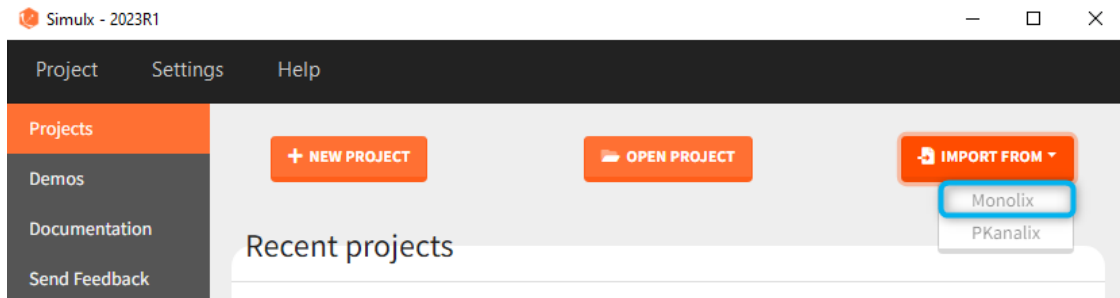 Simulx - 2023R1
Project Settings Help
Projects
NEW PROJECT
OPEN PROJECT
IMPORT FROM
Monolix
PKanalix
Demos
Documentation
Send Feedback
Recent projects